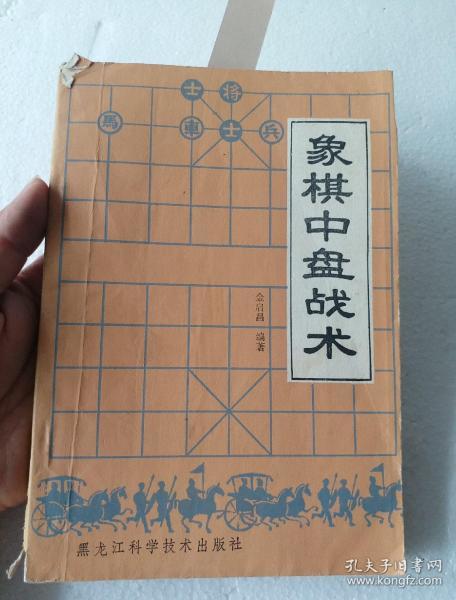 士 将
馬 車 士 兵
象棋中盘战术
金启昌 编著
黑龙江科学技术出版社
孔夫子旧书网
www.kongfz.com